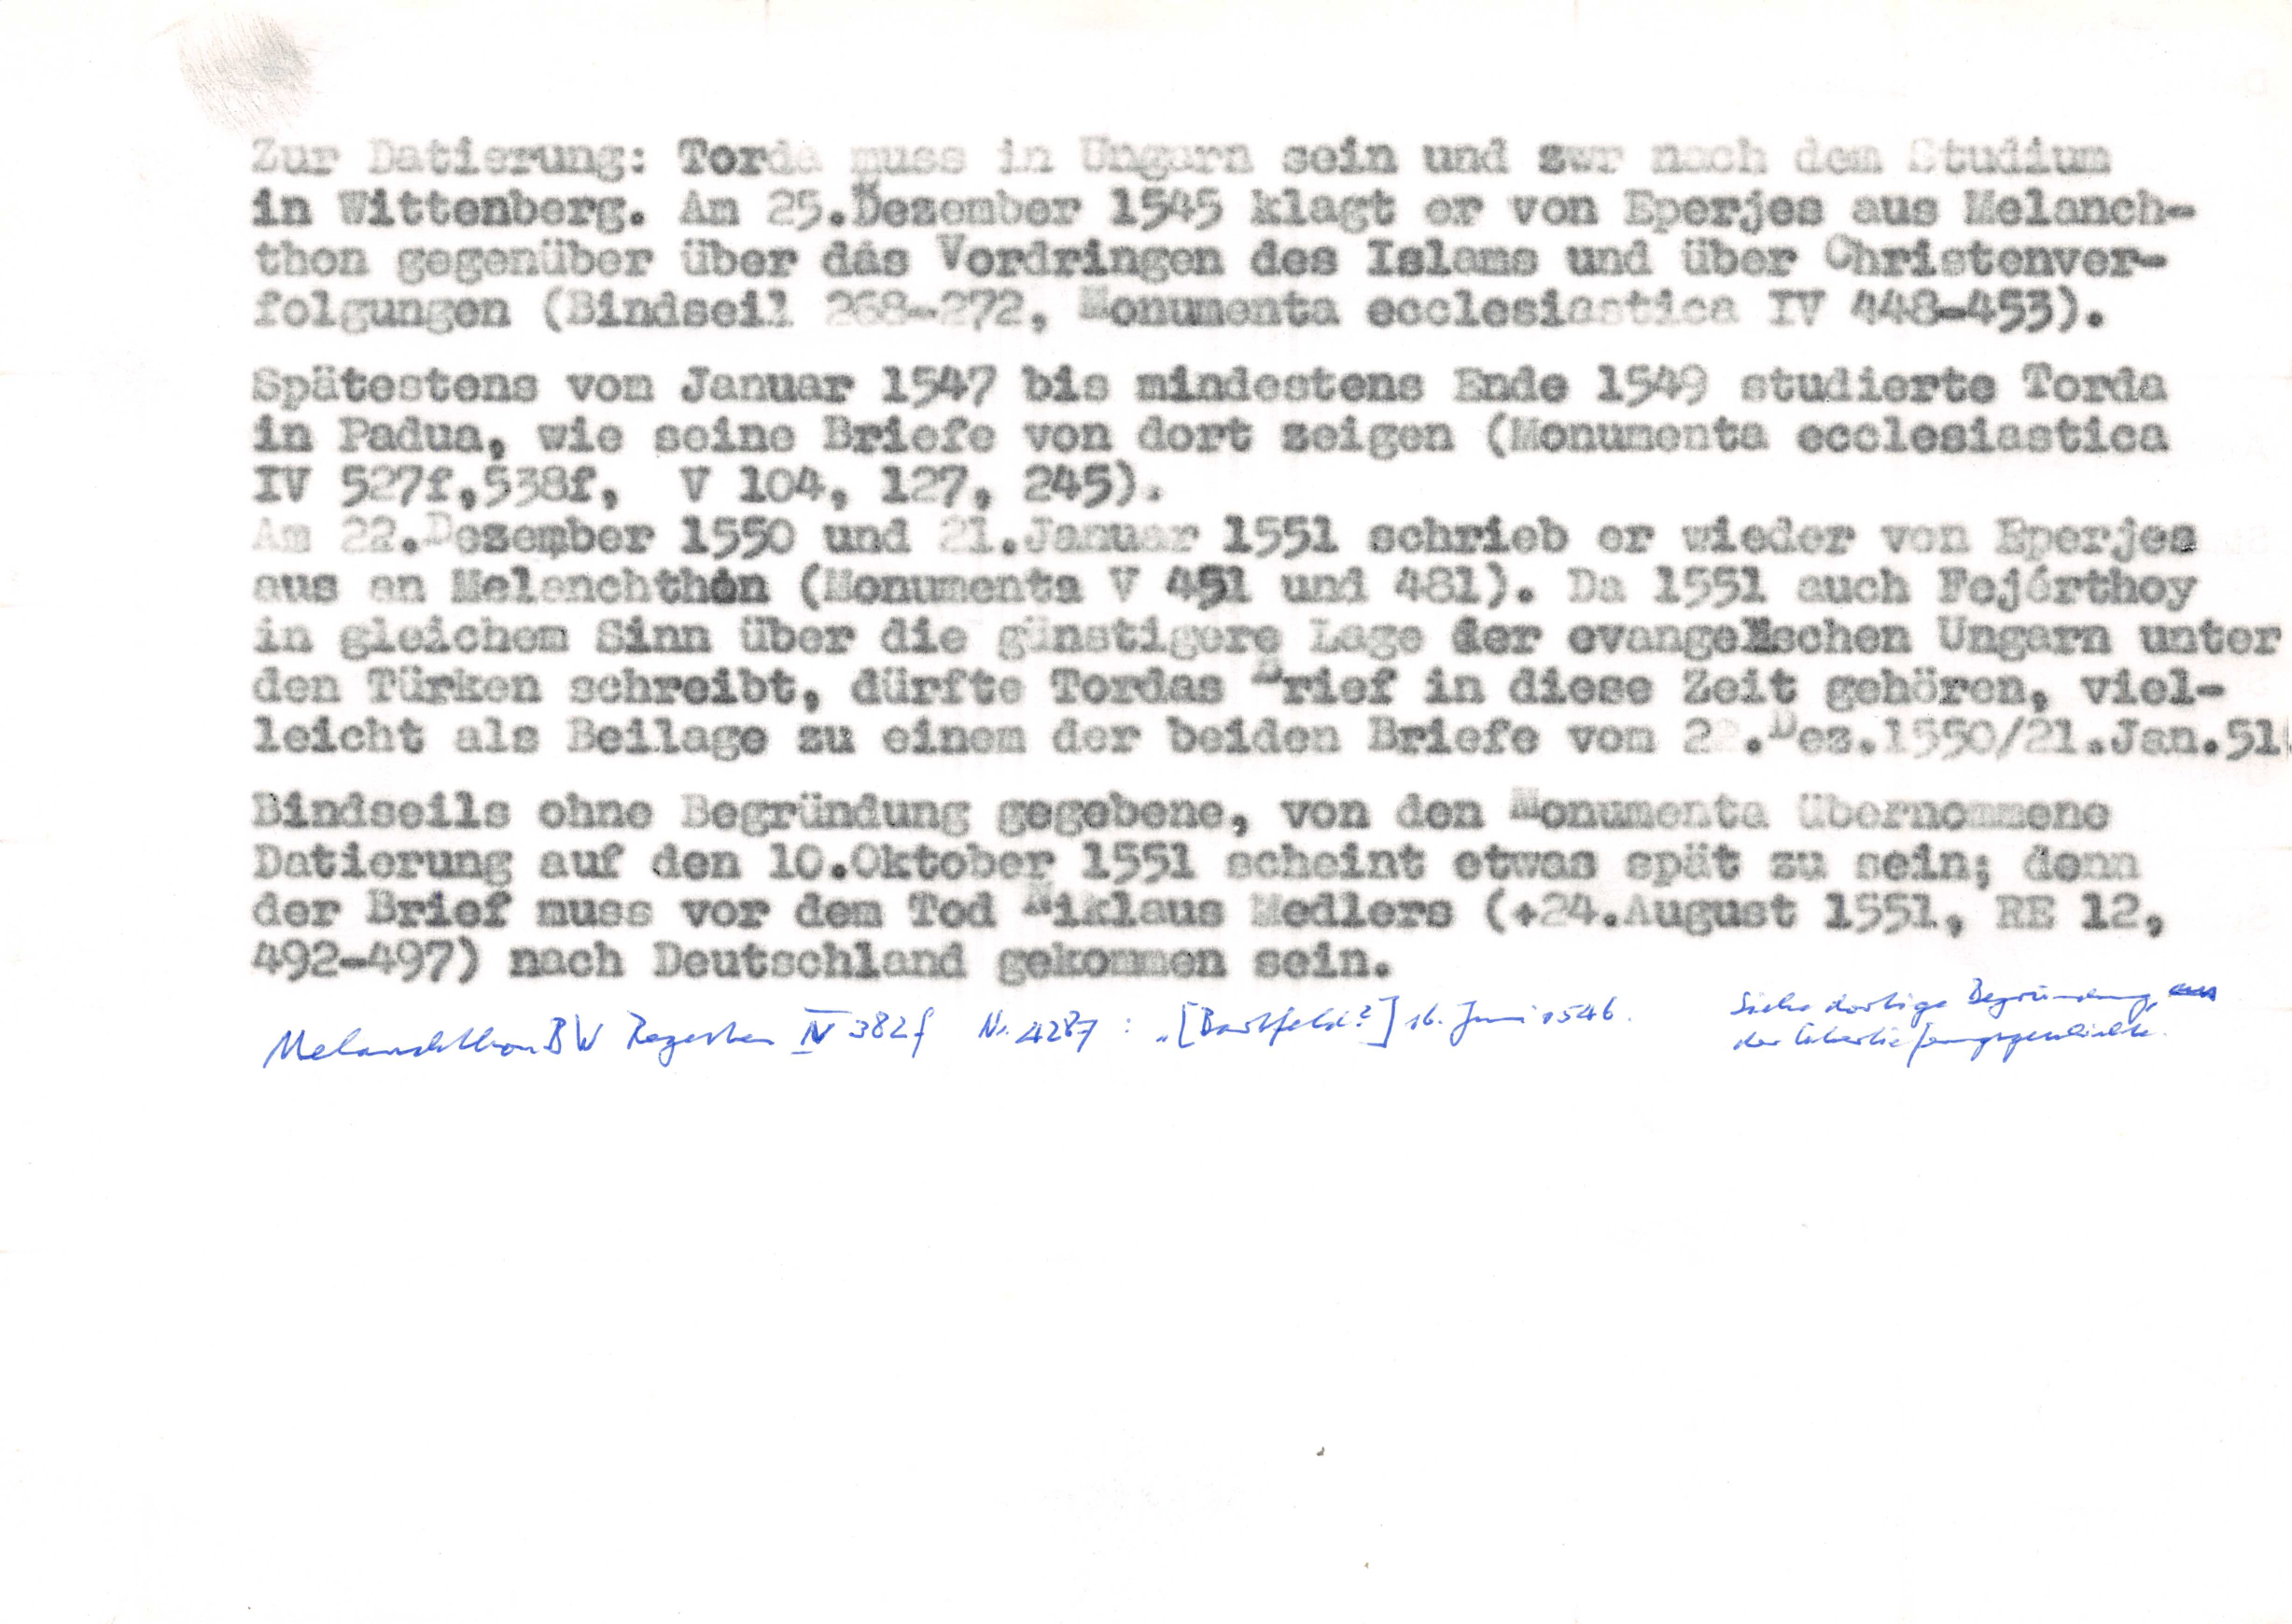 Zur Datierung: Torda muss in Ungarn sein und zwr nach dem Studium
in Wittenberg. Am 25.Dezember 1545 klagt er von Eperjes aus Melanch-
thon gegenüber über das Vordringen des Islams und über Christenver-
folgungen (Bindseil 268-272, Monumenta ecclesiastica IV 448-453).
Spätestens vom Januar 1547 bis mindestens Ende 1549 studierte Torda
in Padua, wie seine Briefe von dort zeigen (Monumenta ecclesiastica
IV 527f,538f, V 104, 127, 245).
Am 22.Dezember 1550 und 21.Januar 1551 schrieb er wieder von Eperjes
aus an Melanchthon (Monumenta V 451 und 481). Da 1551 auch Fejérthoy
in gleichem Sinn über die günstigere Lage der evangelischen Ungarn unter
den Türken schreibt, dürfte Tordas Brief in diese Zeit gehören, viel-
leicht als Beilage zu einem der beiden Briefe vom 22.Dez.1550/21.Jan.51
Bindseils ohne Begründung gegebene, von den Monumenta übernommene
Datierung auf den 10.Oktober 1551 scheint etwas spät zu sein; denn
der Brief muss vor dem Tod Niklaus Medlers (+24.August 1551, RE 12,
492-497) nach Deutschland gekommen sein.
Melanchthon BW Regesten IV 382f Nr. 4287 : "[Bartfeld?] 16. Juni 1546.
Siehe dortige Begründung,
der Überlieferungsgeschichte.